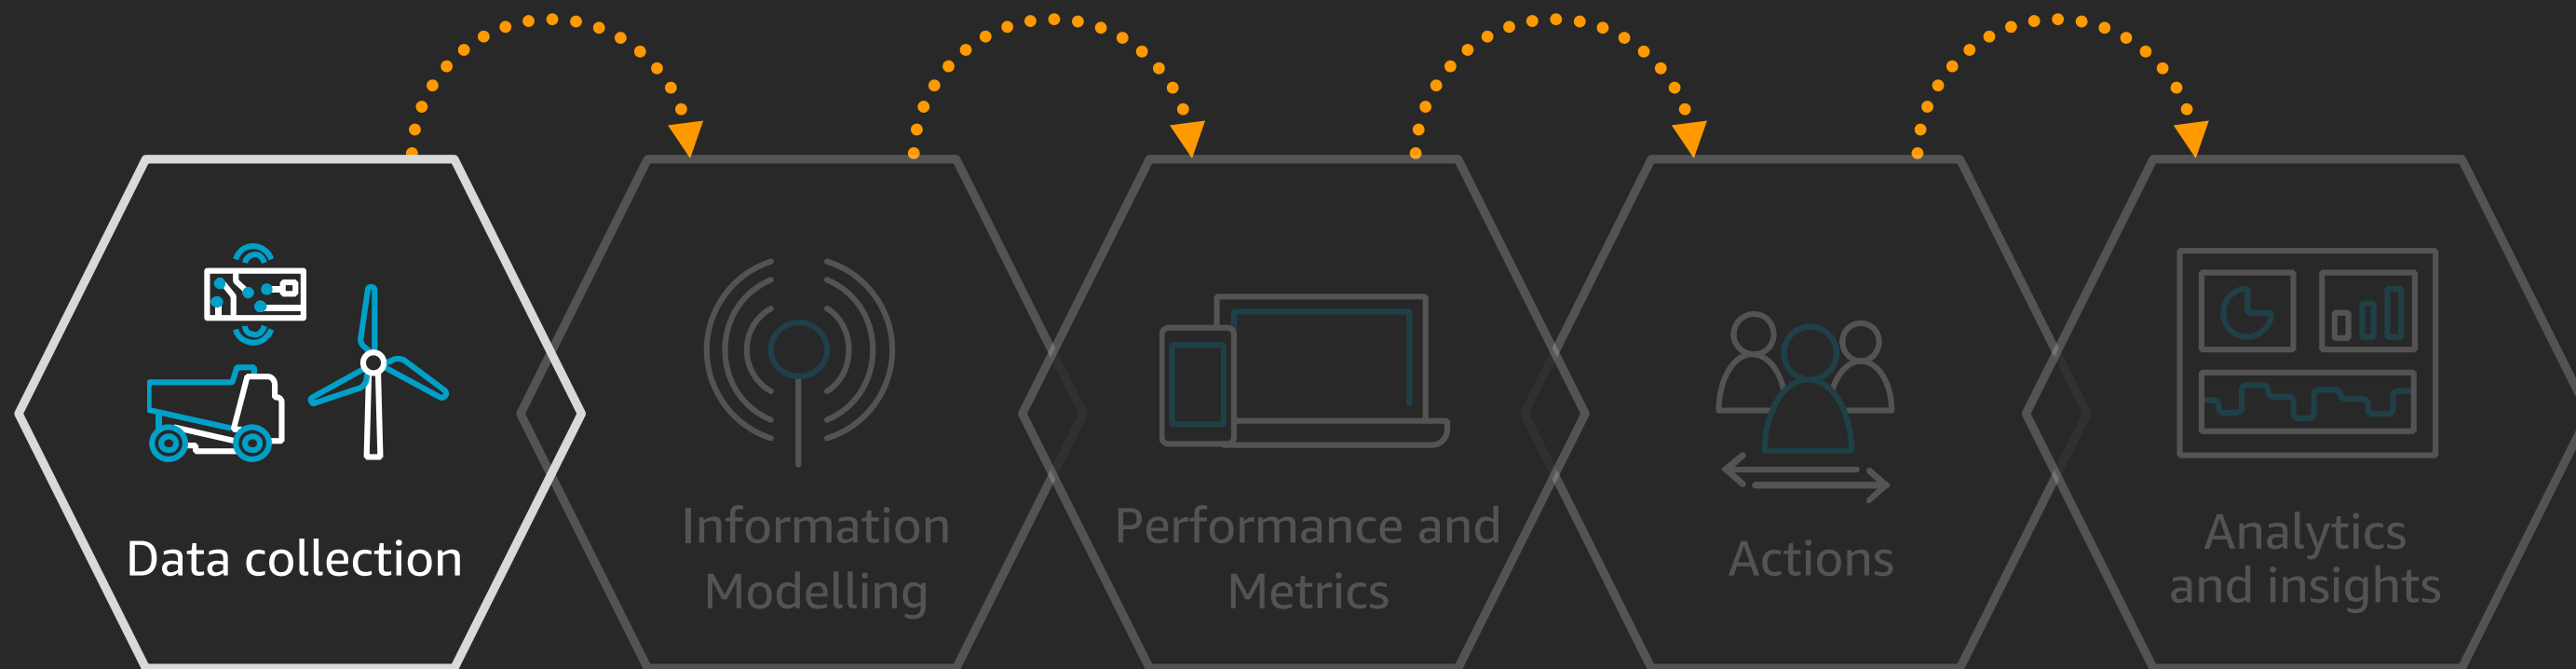 Data collection
Information
Modelling
Performance and
Metrics
Actions
Analytics
and insights